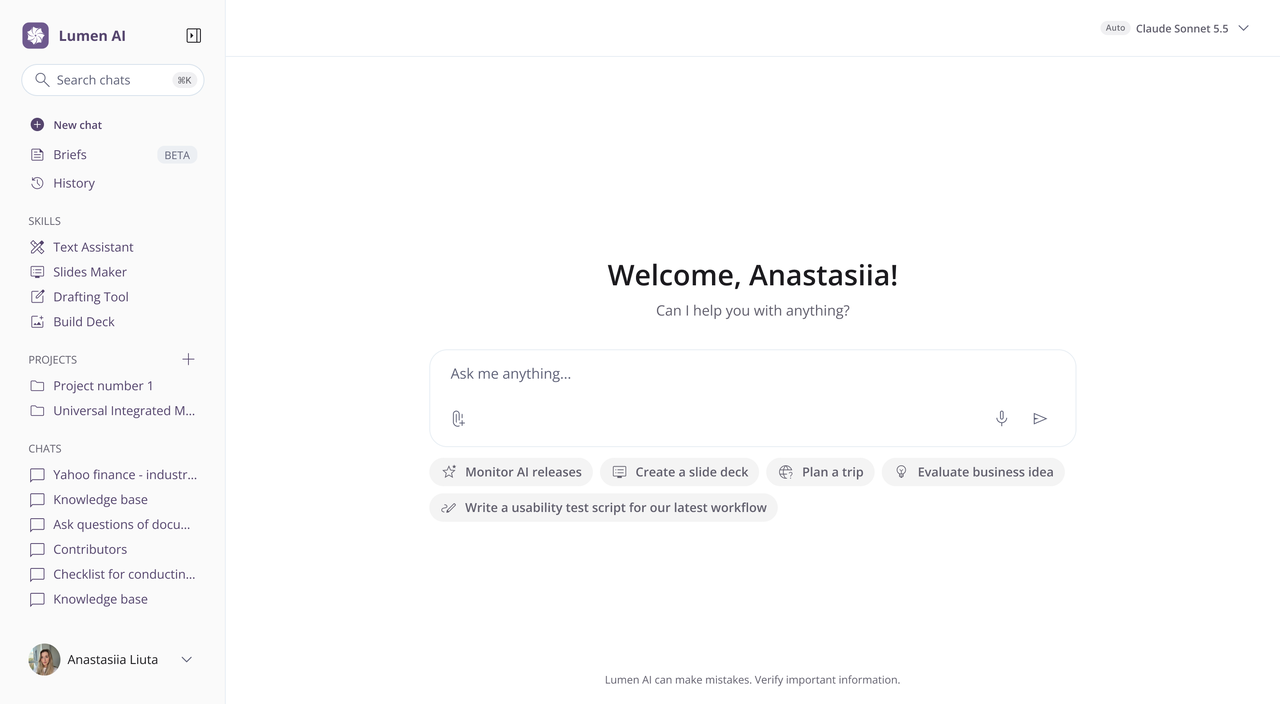 Lumen AI
Search chats
⌘K
New chat
Briefs
BETA
History
SKILLS
Text Assistant
Slides Maker
Drafting Tool
Build Deck
PROJECTS
Project number 1
Universal Integrated M...
CHATS
Yahoo finance - industr...
Knowledge base
Ask questions of docu...
Contributors
Checklist for conductin...
Knowledge base
Anastasiia Liuta
Auto
Claude Sonnet 5.5
Welcome, Anastasiia!
Can I help you with anything?
Ask me anything...
Monitor AI releases
Create a slide deck
Plan a trip
Evaluate business idea
Write a usability test script for our latest workflow
Lumen AI can make mistakes. Verify important information.